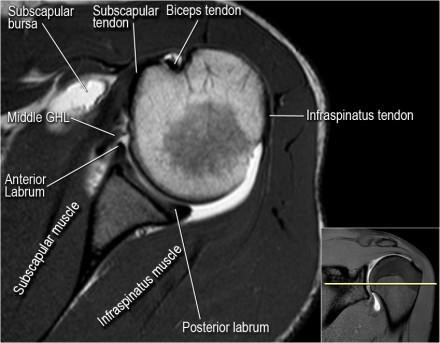 Subscapular
bursa
Subscapular
tendon
Biceps tendon
Middle GHL
Infraspinatus tendon
Anterior
Labrum
Subscapular muscle
Infraspinatus muscle
Posterior labrum